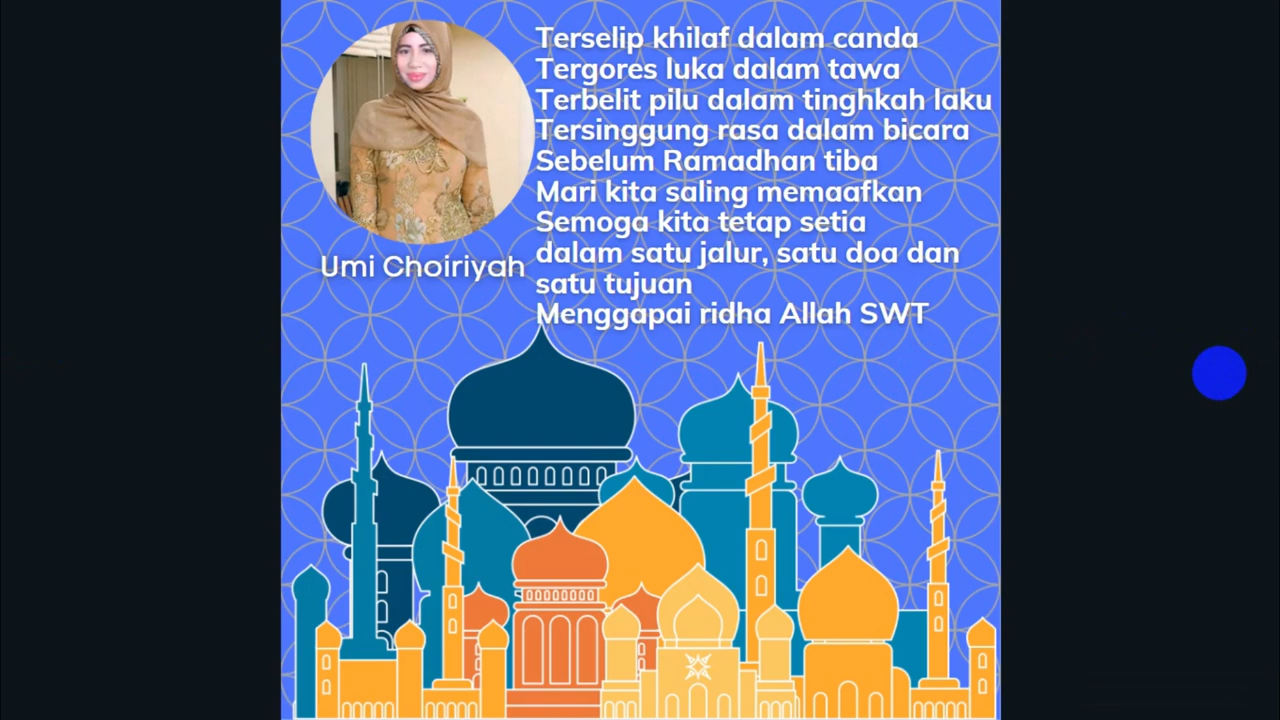 Terselip khilaf dalam canda
Tergores luka dalam tawa
Terbelit pilu dalam tinghkah laku
Tersinggung rasa dalam bicara
Sebelum Ramadhan tiba
Mari kita saling memaafkan
Semoga kita tetap setia
dalam satu jalur, satu doa dan
satu tujuan
Menggapai ridha Allah SWT
Umi Choiriyah